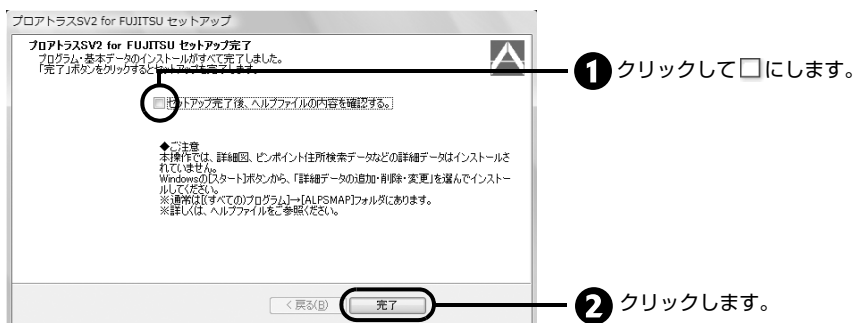 プロアトラスSV2 for FUJITSU セットアップ
プロアトラスSV2 for FUJITSU セットアップ完了
プログラム・基本データのインストールがすべて完了しました。
「完了」ボタンをクリックするとセットアップを完了します。
1 クリックして□にします。
セットアップ完了後、ヘルプファイルの内容を確認する。
◆ご注意
本操作では、詳細図、ピンポイント住所検索データなどの詳細データはインストールさ
れていません。
Windowsの[スタート]ボタンから、「詳細データの追加・削除・変更」を選んでインストー
ルしてください。
※通常は[(すべての)プログラム]→[ALPSMAP]フォルダにあります。
※詳しくは、ヘルプファイルをご参照ください。
< 戻る(B)
完了
2 クリックします。